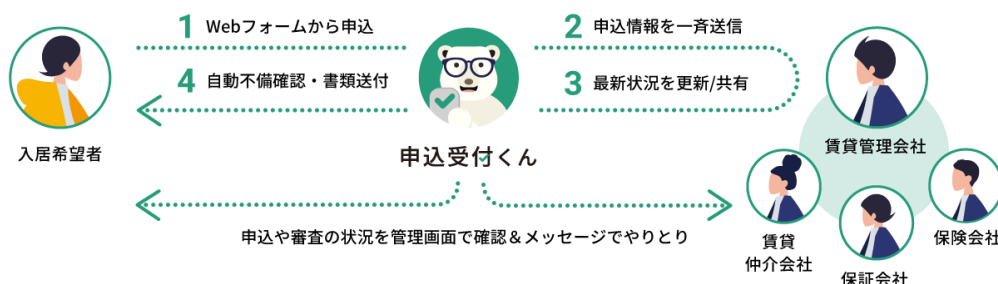 1 Webフォームから申込
2 申込情報を一斉送信
4 自動不備確認・書類送付
3 最新状況を更新/共有
入居希望者
申込受付くん
賃貸管理会社
申込や審査の状況を管理画面で確認＆メッセージでやりとり
賃貸
仲介会社
保証会社
保険会社